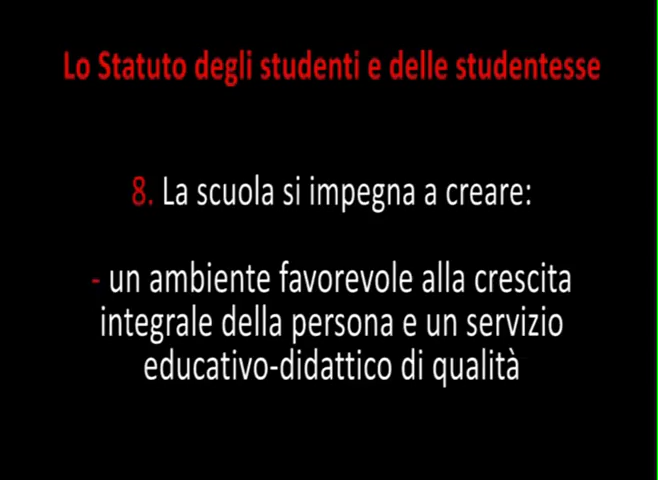 Lo Statuto degli studenti e delle studentesse
8. La scuola si impegna a creare:
- un ambiente favorevole alla crescita
integrale della persona e un servizio
educativo-didattico di qualità